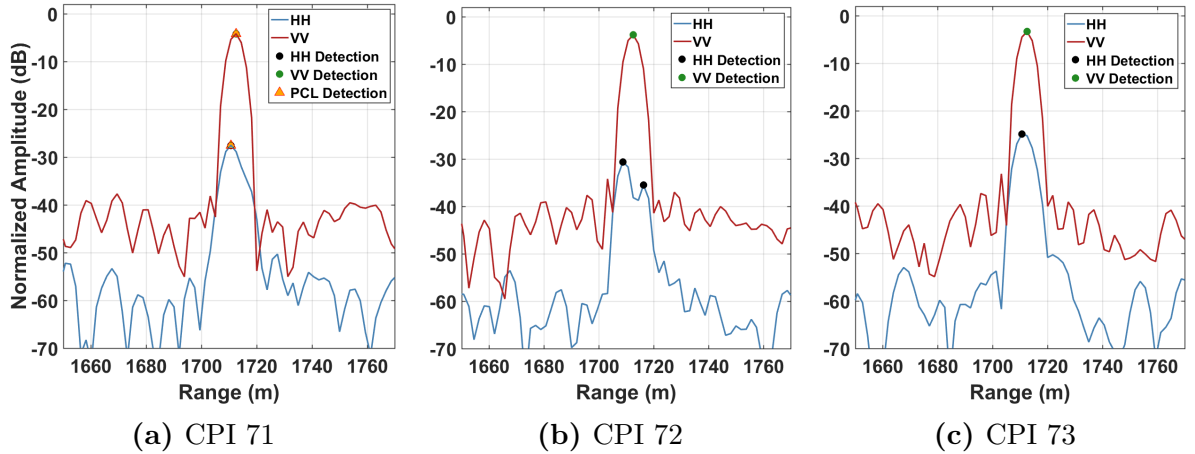 Normalized Amplitude (dB)
0
-10
-20
-30
-40
-50
-60
-70
1660 1680 1700 1720 1740 1760
Range (m)
HH
VV
HH Detection
VV Detection
PCL Detection
(a) CPI 71
0
-10
-20
-30
-40
-50
-60
-70
1660 1680 1700 1720 1740 1760
Range (m)
HH
VV
HH Detection
VV Detection
(b) CPI 72
0
-10
-20
-30
-40
-50
-60
-70
1660 1680 1700 1720 1740 1760
Range (m)
HH
VV
HH Detection
VV Detection
(c) CPI 73